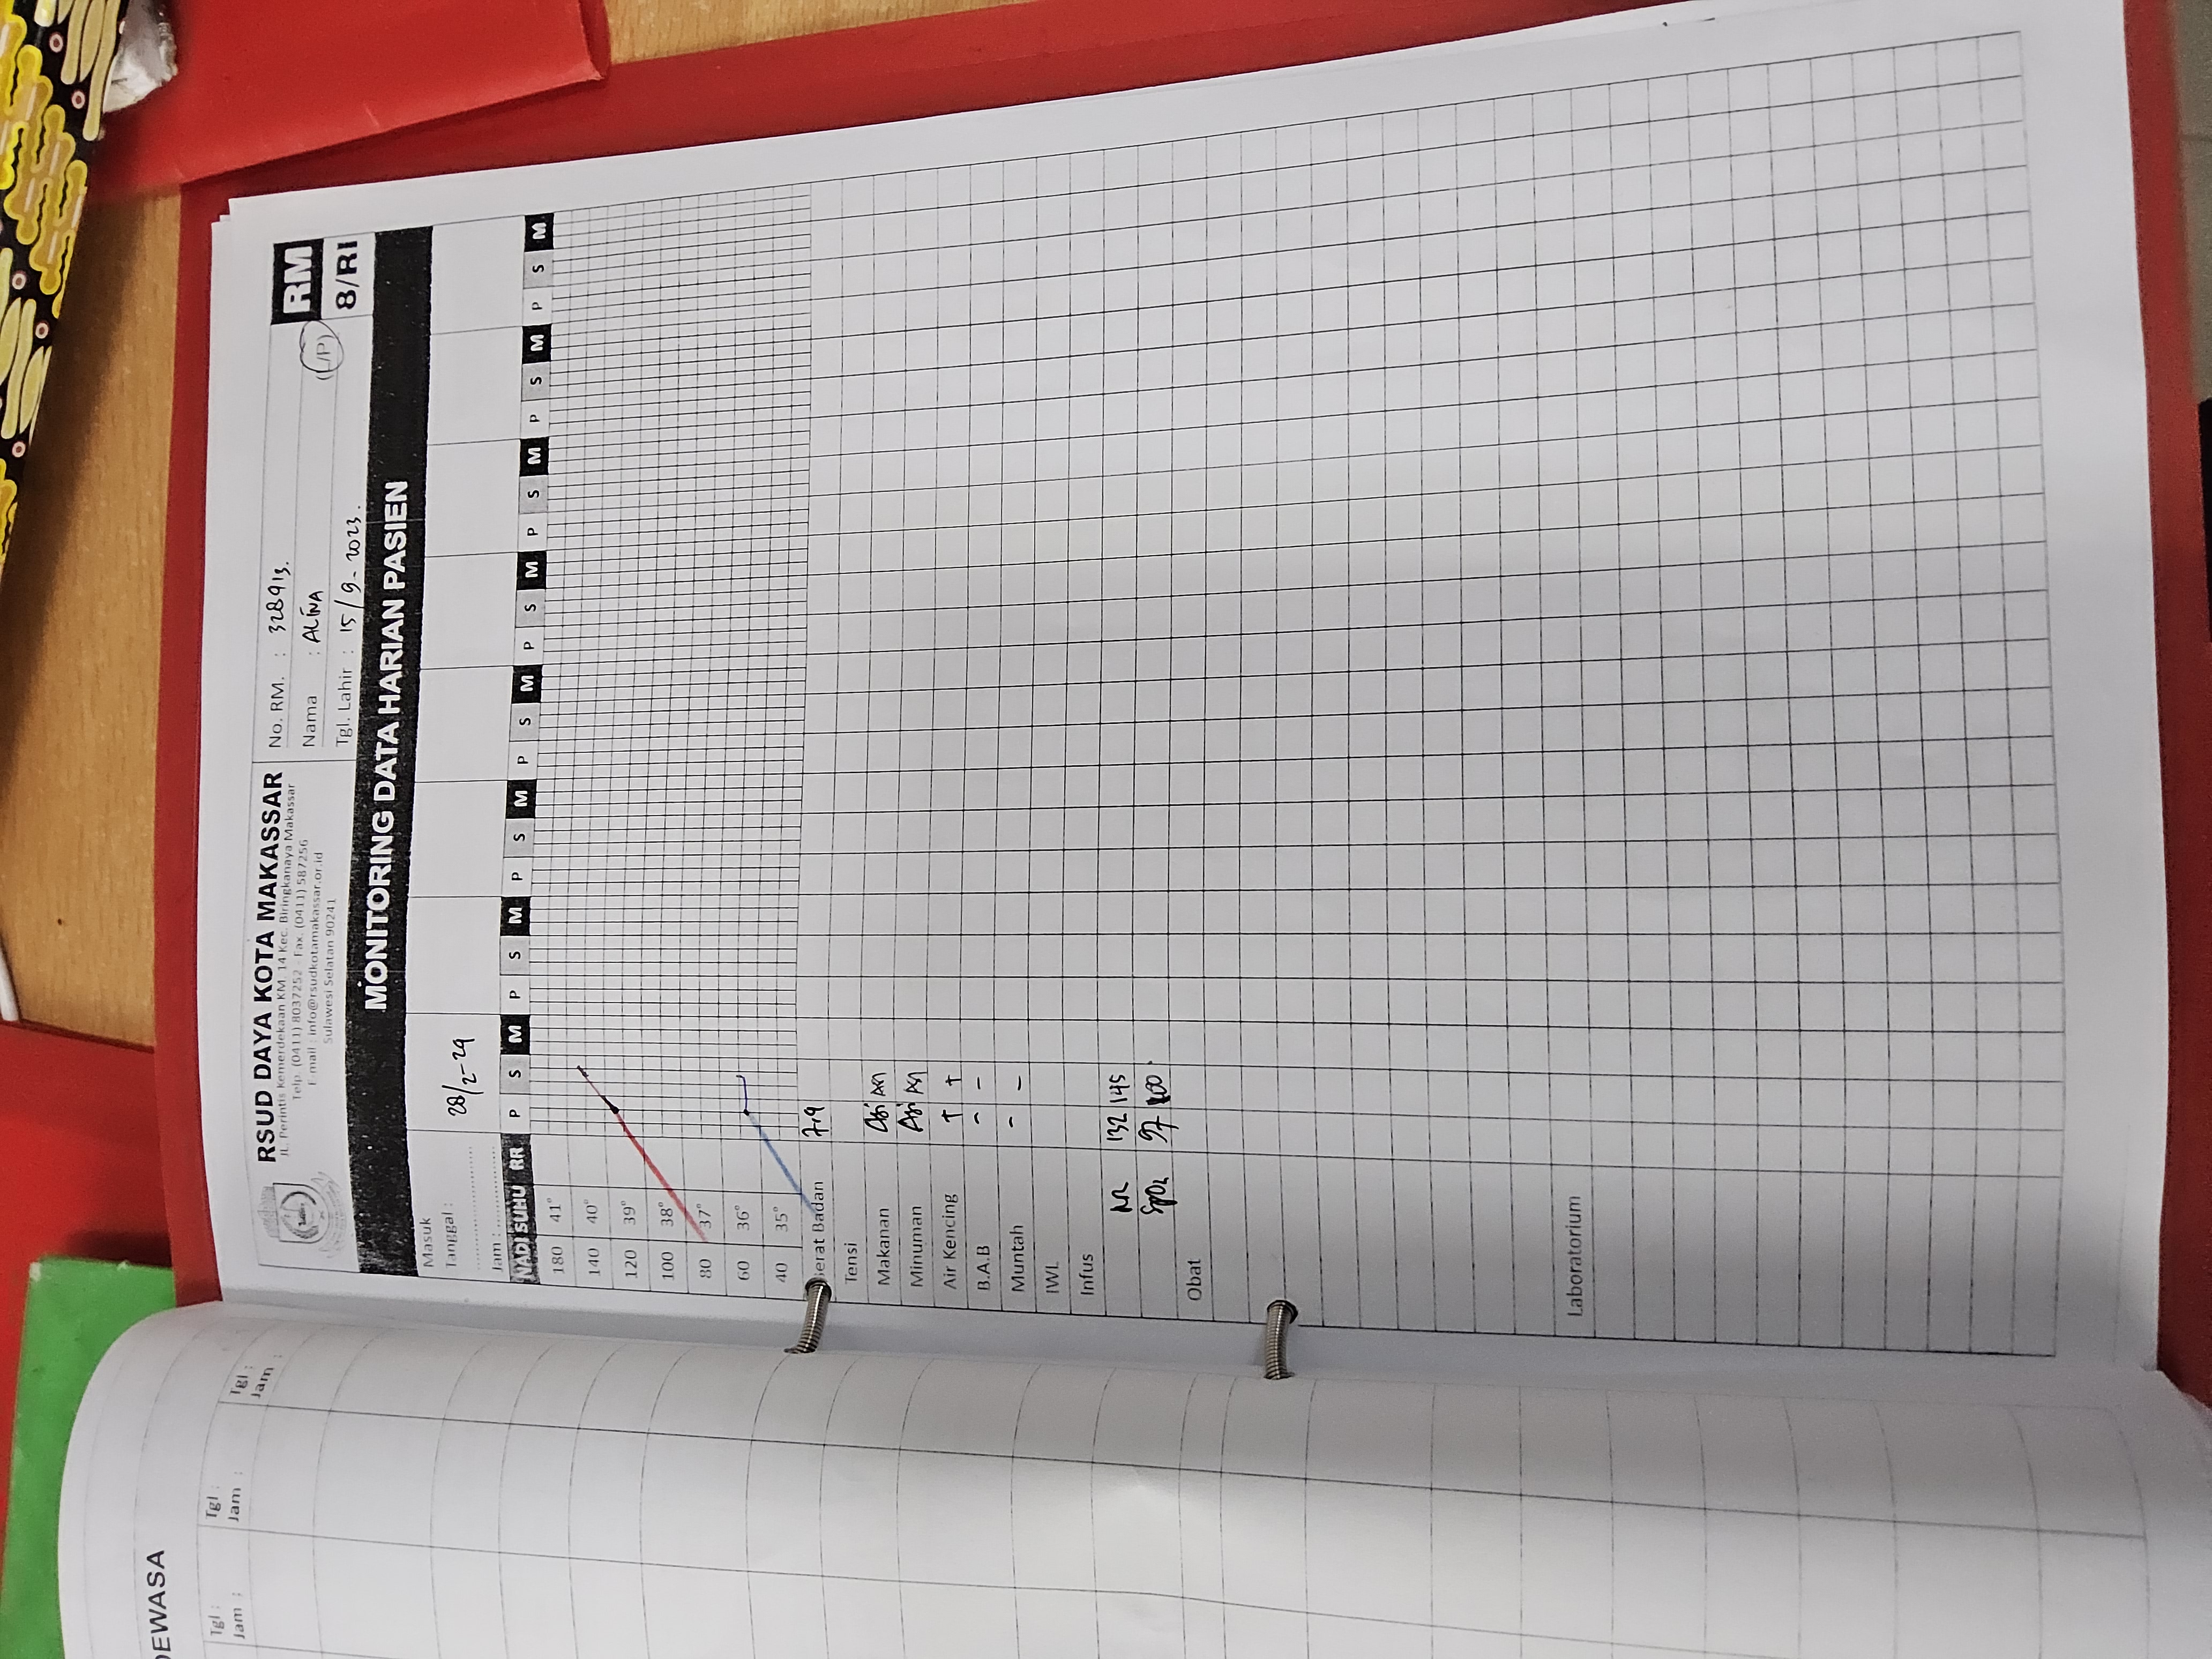 DEWASA
Tgl : Tgl : Tgl :
Jam : Jam : Jam :
RSUD DAYA KOTA MAKASSAR
JL. Perintis Kemerdekaan KM. 14 Kec. Biringkanaya Makassar
Telp. (0411) 8037252 - Fax. (0411) 587256
E-mail : info@rsudkotamakassar.or.id
Sulawesi Selatan 90241
No. RM. : 328913.
Nama : ALINA
(L/P)
Tgl. Lahir : 15/9-2023.
RM
8/RI
MONITORING DATA HARIAN PASIEN
Masuk
Tanggal : 28/2-24
Jam :
NADI SUHU RR P S M P S M P S M P S M P S M P S M P S M P S M
180 41°
140 40°
120 39°
100 38°
80 37°
60 36°
40 35°
Berat Badan 7.9
Tensi
Makanan Asi Asi
Minuman Asi Asi
Air Kencing + +
B.A.B - -
Muntah - -
IWL
Infus
132 145
SpO2 97 100
Obat
Laboratorium